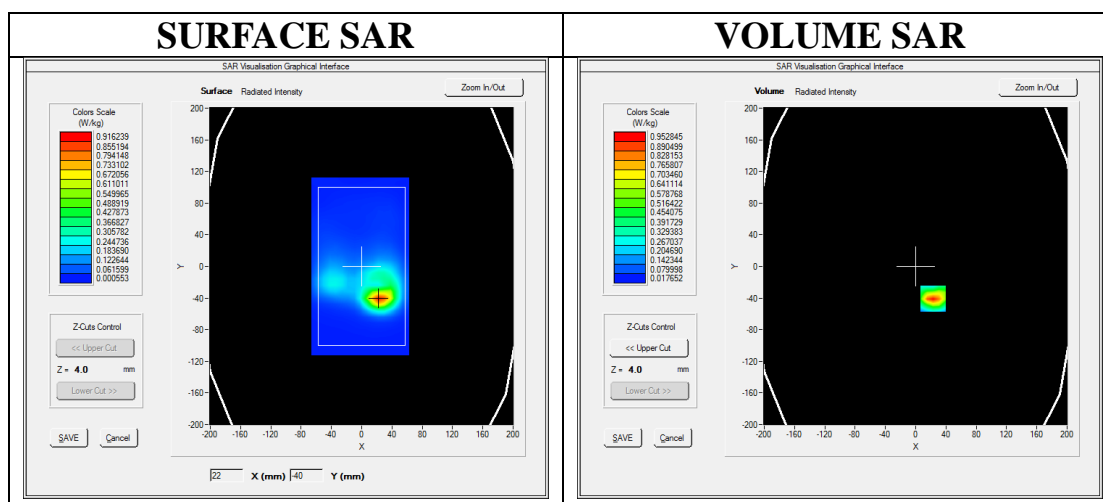 SURFACE SAR
VOLUME SAR
SAR Visualisation Graphical Interface
Surface Radiated Intensity
Zoom In/Out
Colors Scale
(W/kg)
0.916239
0.855194
0.794148
0.733102
0.672056
0.611011
0.549965
0.488919
0.427873
0.366827
0.305782
0.244736
0.183690
0.122644
0.061599
0.000553
200
160
120
80
40
0
-40
-80
-120
-160
-200
Y
-200 -160 -120 -80 -40 0 40 80 120 160 200
X
Z-Cuts Control
<< Upper Cut
Z = 4.0 mm
Lower Cut >>
SAVE Cancel
22 X (mm) -40 Y (mm)
SAR Visualisation Graphical Interface
Volume Radiated Intensity
Zoom In/Out
Colors Scale
(W/kg)
0.952845
0.890499
0.828153
0.765807
0.703460
0.641114
0.578768
0.516422
0.454075
0.391729
0.329383
0.267037
0.204690
0.142344
0.079998
0.017652
200
160
120
80
40
0
-40
-80
-120
-160
-200
Y
-200 -160 -120 -80 -40 0 40 80 120 160 200
X
Z-Cuts Control
<< Upper Cut
Z = 4.0 mm
Lower Cut >>
SAVE Cancel